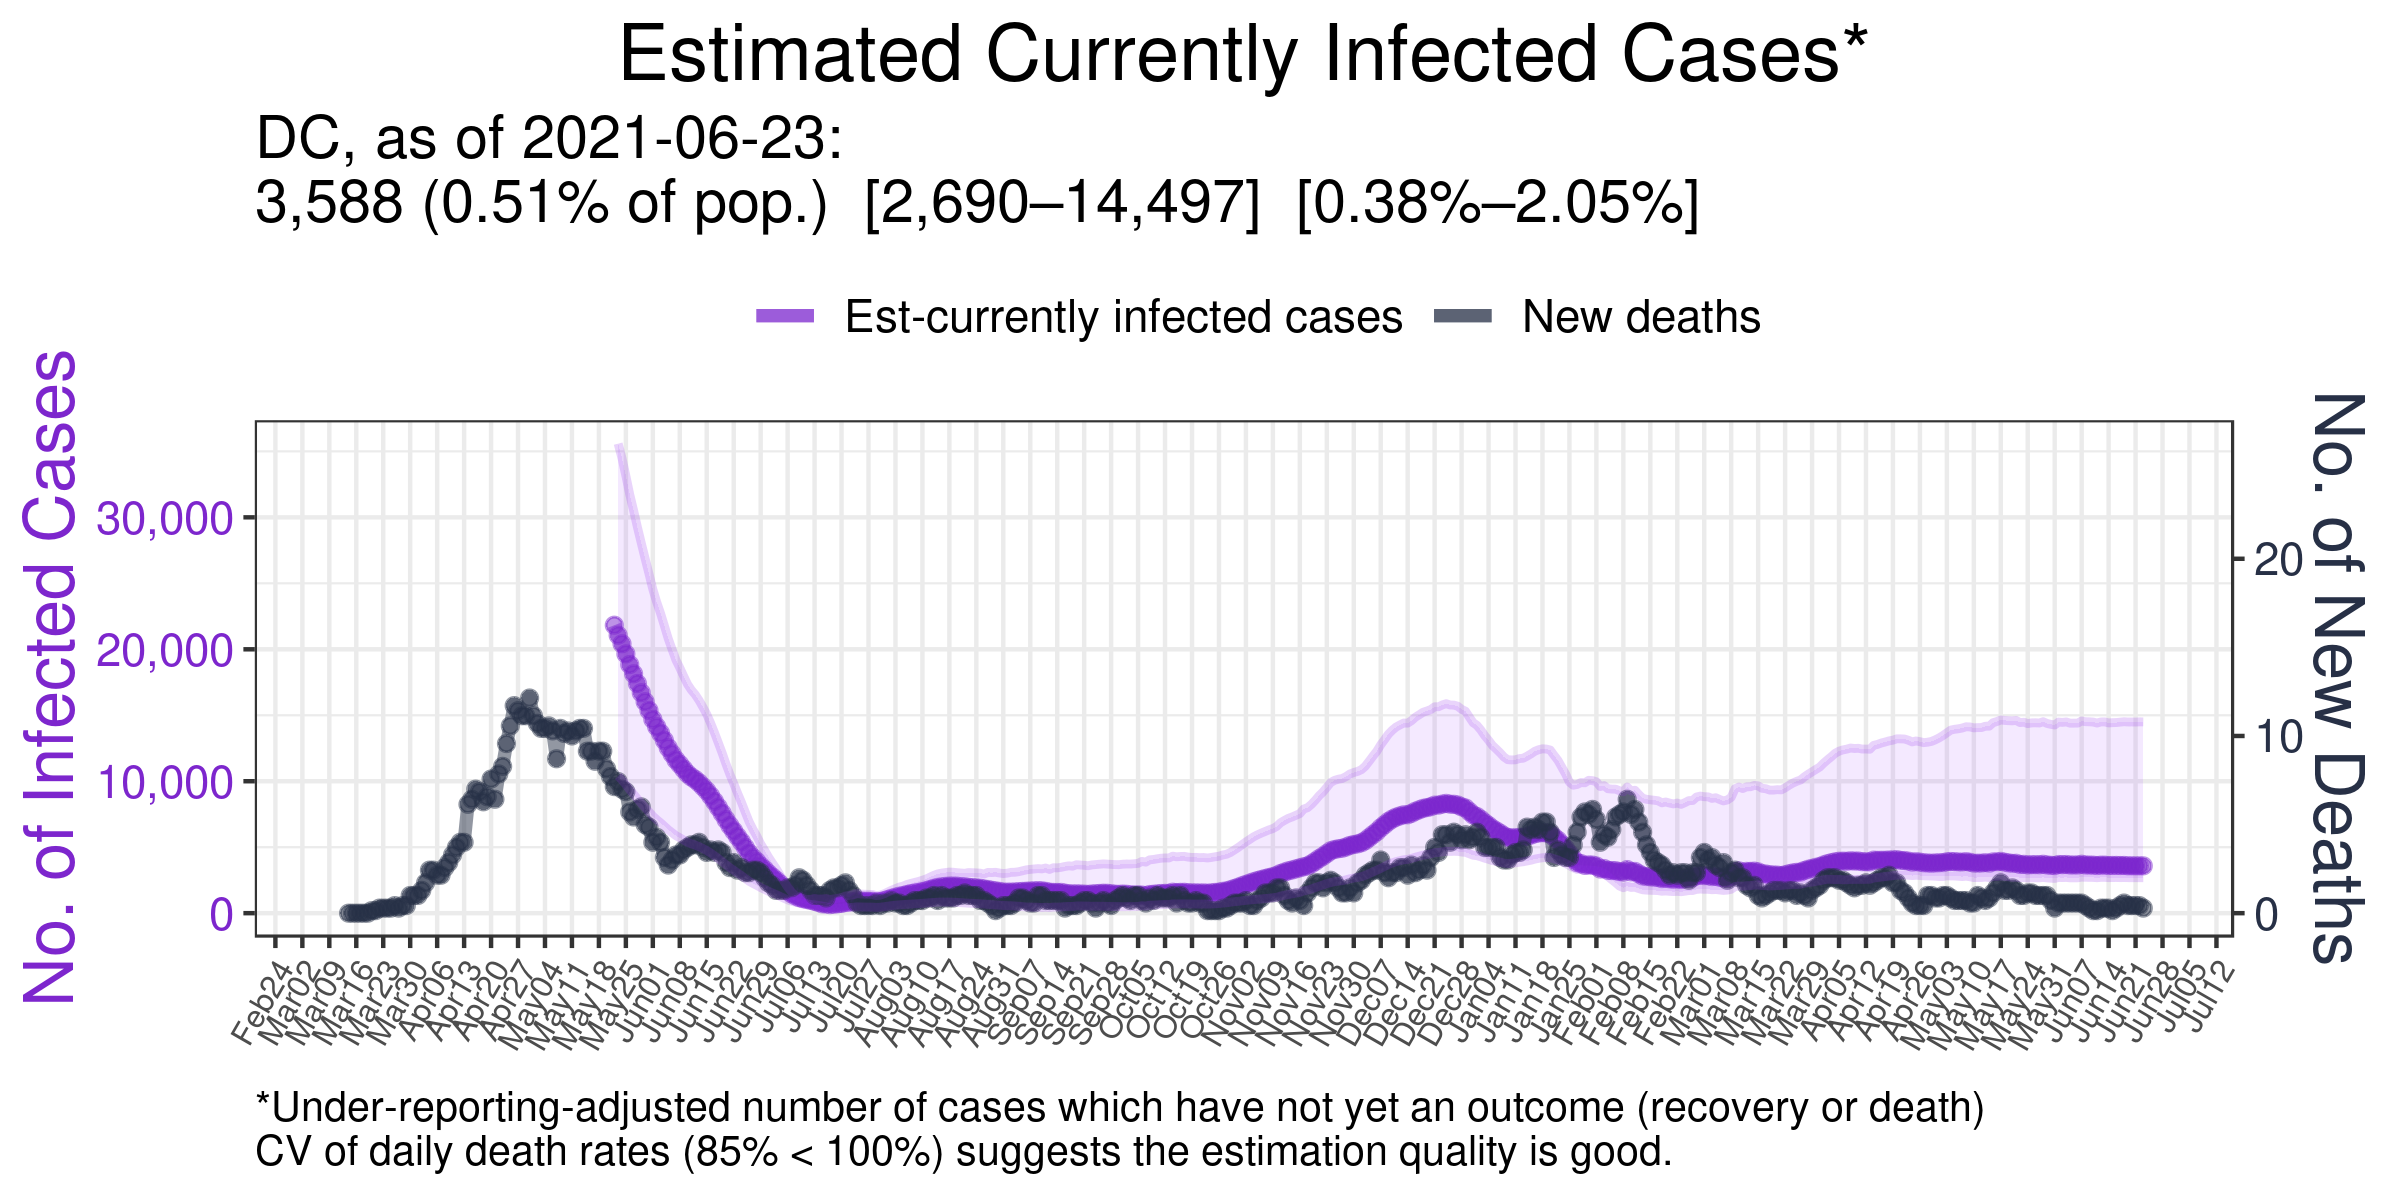 Estimated Currently Infected Cases*
DC, as of 2021-06-23:
3,588 (0.51% of pop.)  [2,690–14,497]  [0.38%–2.05%]
Est-currently infected cases
New deaths
No. of Infected Cases
30,000
20,000
10,000
0
20
10
0
No. of New Deaths
Feb24
Mar02
Mar09
Mar16
Mar23
Mar30
Apr06
Apr13
Apr20
Apr27
May04
May11
May18
May25
Jun01
Jun08
Jun15
Jun22
Jun29
Jul06
Jul13
Jul20
Jul27
Aug03
Aug10
Aug17
Aug24
Aug31
Sep07
Sep14
Sep21
Sep28
Oct05
Oct12
Oct19
Oct26
Nov02
Nov09
Nov16
Nov23
Nov30
Dec07
Dec14
Dec21
Dec28
Jan04
Jan11
Jan18
Jan25
Feb01
Feb08
Feb15
Feb22
Mar01
Mar08
Mar15
Mar22
Mar29
Apr05
Apr12
Apr19
Apr26
May03
May10
May17
May24
May31
Jun07
Jun14
Jun21
Jun28
Jul05
Jul12
*Under-reporting-adjusted number of cases which have not yet an outcome (recovery or death)
CV of daily death rates (85% < 100%) suggests the estimation quality is good.